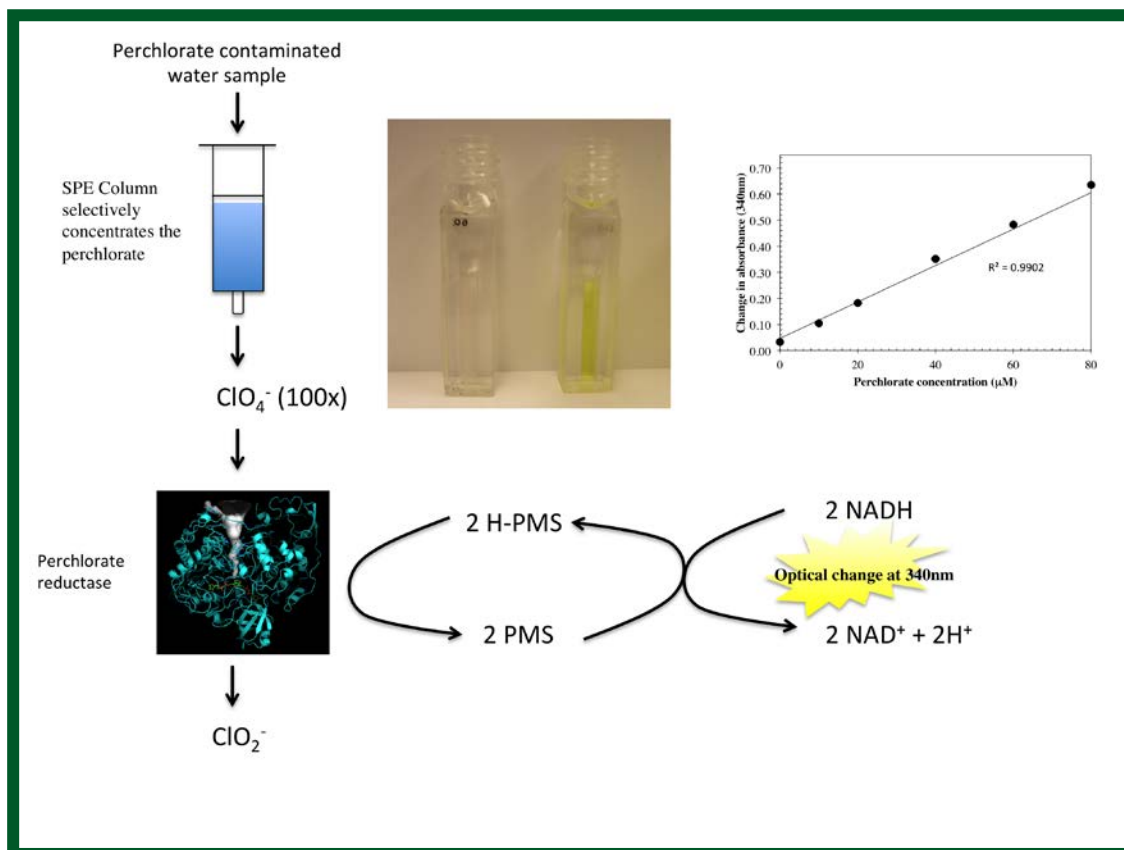 Perchlorate contaminated
water sample
SPE Column
selectively
concentrates the
perchlorate
ClO₄⁻ (100x)
Perchlorate
reductase
ClO₂⁻
2 H-PMS
2 PMS
2 NADH
Optical change at 340nm
2 NAD⁺ + 2H⁺
Change in absorbance (340nm)
0.70
0.60
0.50
0.40
0.30
0.20
0.10
0.00
R² = 0.9902
0 20 40 60 80
Perchlorate concentration (μM)